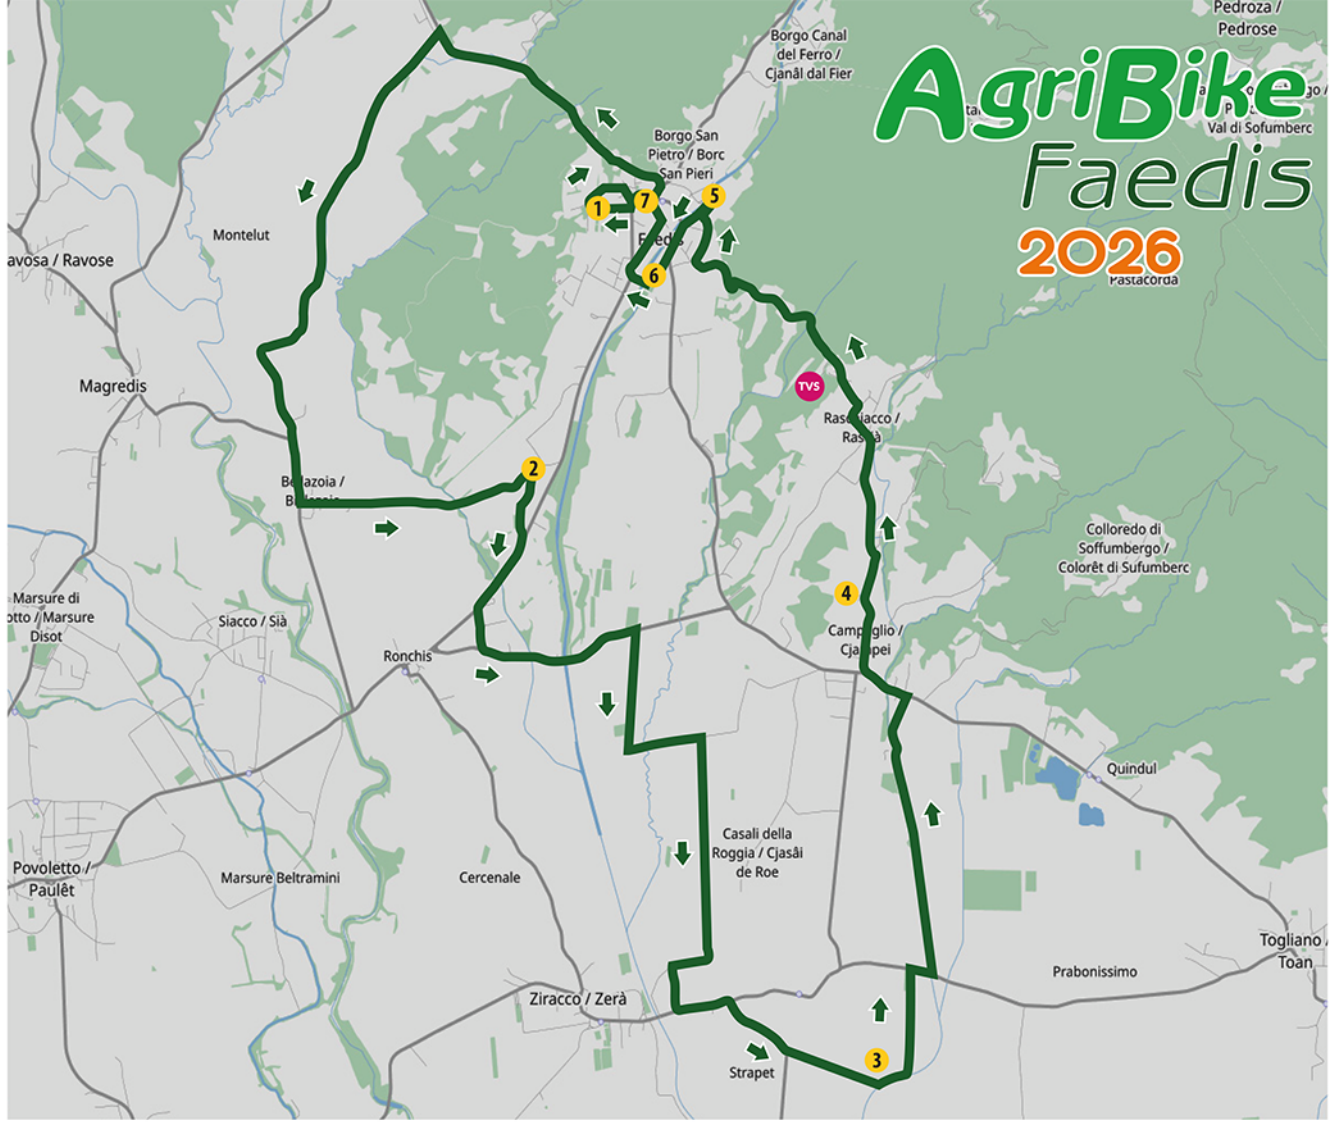 Pedroza /
Pedrose
Borgo Canal
del Ferro /
Cjanâl dal Fier
AgriBike
Val di Sofumberc
Faedis
2026
Pastacorda
Borgo San
Pietro / Borc
San Pieri
5
7
1
Montelut
avosa / Ravose
6
Magredis
TVS
2
Colloredo di
Soffumbergo /
Colorêt di Sufumberc
4
Marsure di
otto / Marsure
Disot
Siacco / Sià
Ronchis
Quindul
Casali della
Roggia / Cjasâi
de Roe
Povoletto /
Paulêt
Marsure Beltramini
Cercenale
Togliano /
Toan
Prabonissimo
Ziracco / Zerà
3
Strapet